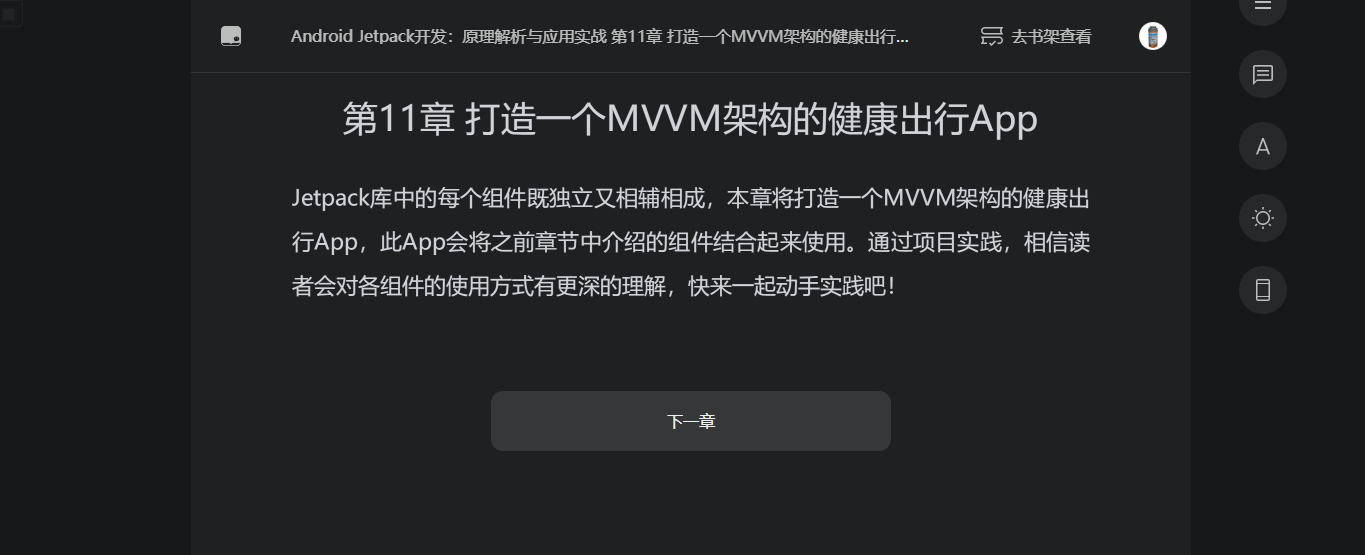 Android Jetpack开发：原理解析与应用实战 第11章 打造一个MVVM架构的健康出行...
去书架查看
第11章 打造一个MVVM架构的健康出行App
Jetpack库中的每个组件既独立又相辅相成，本章将打造一个MVVM架构的健康出
行App，此App会将之前章节中介绍的组件结合起来使用。通过项目实践，相信读
者会对各组件的使用方式有更深的理解，快来一起动手实践吧！
下一章
A